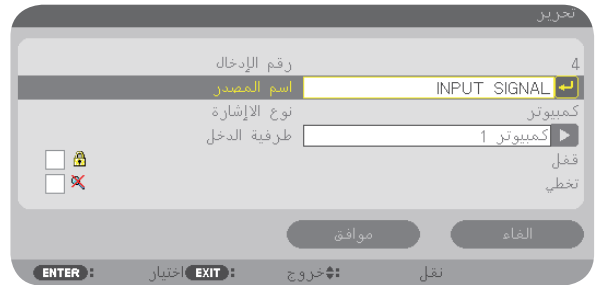 تحرير
رقم الإدخال 4
اسم المصدر INPUT SIGNAL
نوع الاإشارة كمبيوتر
طرفية الدخل كمبيوتر 1
قفل
تخطي
موافق الغاء
ENTER: اختيار EXIT: خروج :نقل